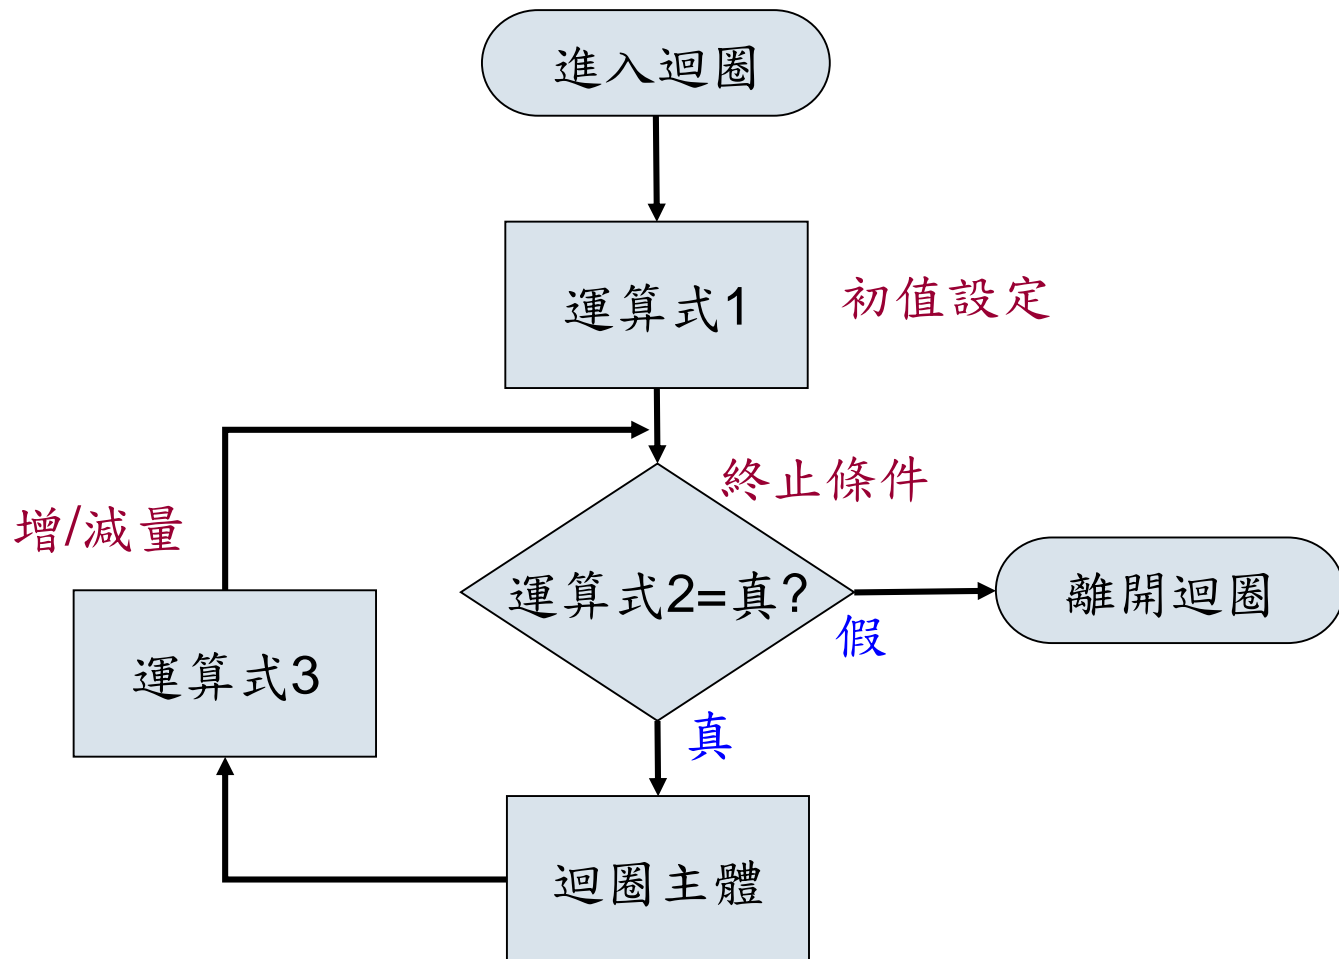 進入迴圈
運算式1
初值設定
終止條件
增/減量
運算式2=真?
離開迴圈
假
運算式3
真
迴圈主體